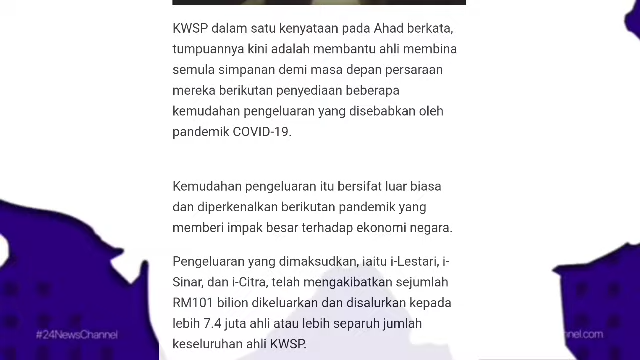 KWSP dalam satu kenyataan pada Ahad berkata,
tumpuannya kini adalah membantu ahli membina
semula simpanan demi masa depan persaraan
mereka berikutan penyediaan beberapa
kemudahan pengeluaran yang disebabkan oleh
pandemik COVID-19.
Kemudahan pengeluaran itu bersifat luar biasa
dan diperkenalkan berikutan pandemik yang
memberi impak besar terhadap ekonomi negara.
Pengeluaran yang dimaksudkan, iaitu i-Lestari, i-
Sinar, dan i-Citra, telah mengakibatkan sejumlah
RM101 bilion dikeluarkan dan disalurkan kepada
lebih 7.4 juta ahli atau lebih separuh jumlah
keseluruhan ahli KWSP.
#24NewsChannel
nel.com